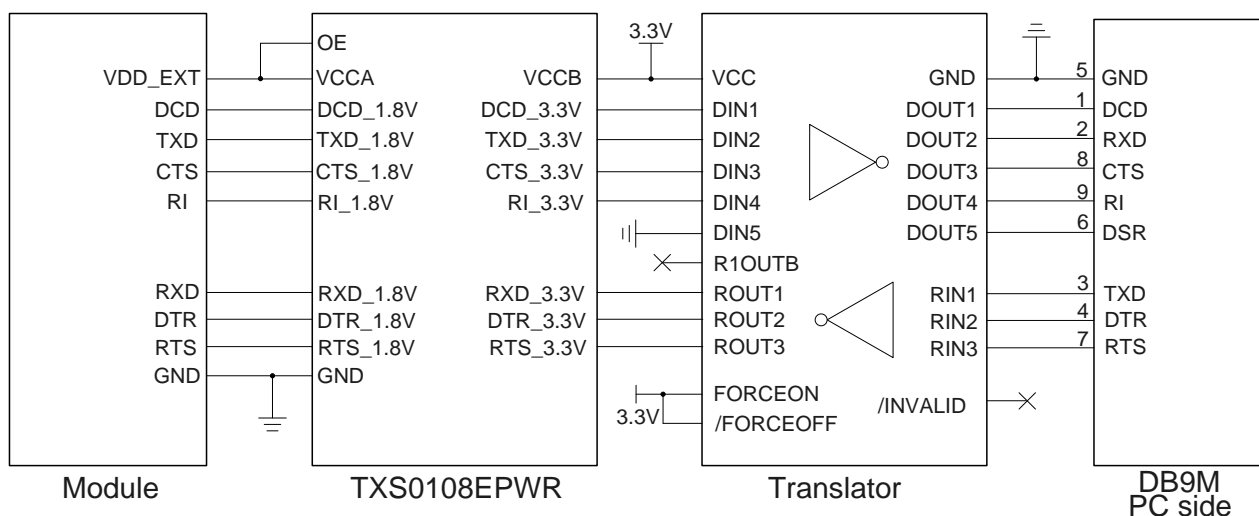 OE 3.3V
VDD_EXT VCCA VCCB VCC GND 5 GND
DCD DCD_1.8V DCD_3.3V DIN1 DOUT1 1 DCD
TXD TXD_1.8V TXD_3.3V DIN2 DOUT2 2 RXD
CTS CTS_1.8V CTS_3.3V DIN3 DOUT3 8 CTS
RI RI_1.8V RI_3.3V DIN4 DOUT4 9 RI
DIN5 DOUT5 6 DSR
R1OUTB
RXD RXD_1.8V RXD_3.3V ROUT1 RIN1 3 TXD
DTR DTR_1.8V DTR_3.3V ROUT2 RIN2 4 DTR
RTS RTS_1.8V RTS_3.3V ROUT3 RIN3 7 RTS
GND GND
FORCEON /INVALID
3.3V /FORCEOFF
Module TXS0108EPWR Translator DB9M
PC side